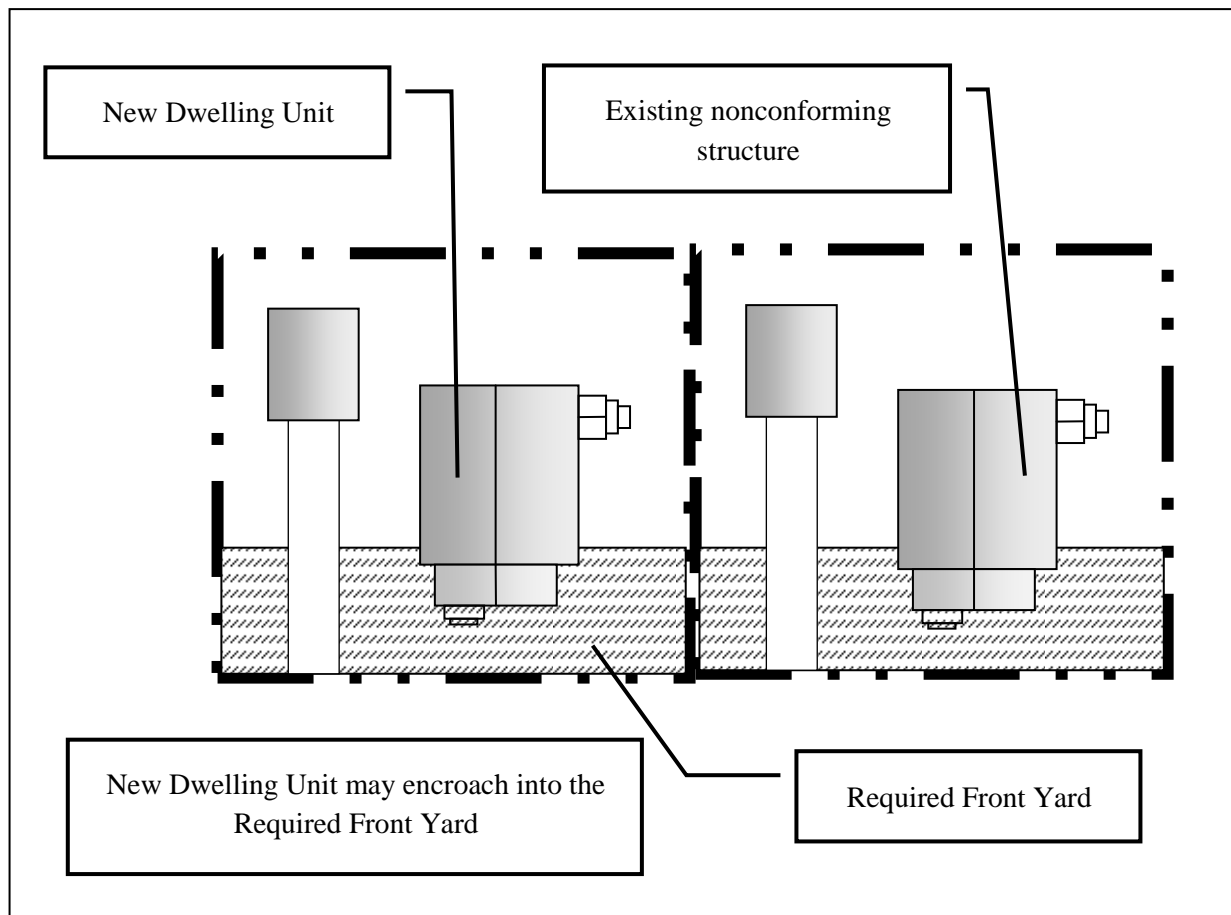 New Dwelling Unit
Existing nonconforming
structure
New Dwelling Unit may encroach into the
Required Front Yard
Required Front Yard